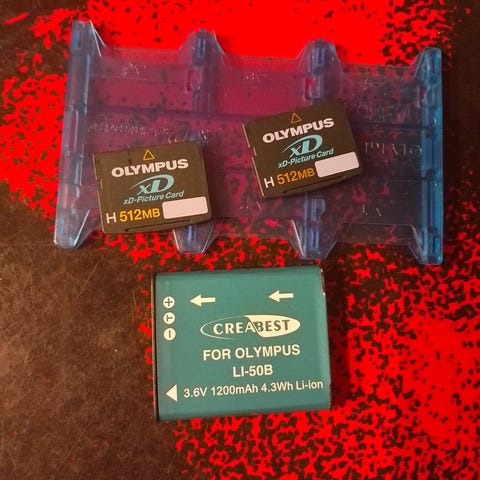 OLYMPUS
xD
xD-Picture Card
H 512MB
OLYMPUS
xD
xD-Picture Card
H 512MB
+
T
−
CREABEST
FOR OLYMPUS
LI-50B
3.6V 1200mAh 4.3Wh Li-ion